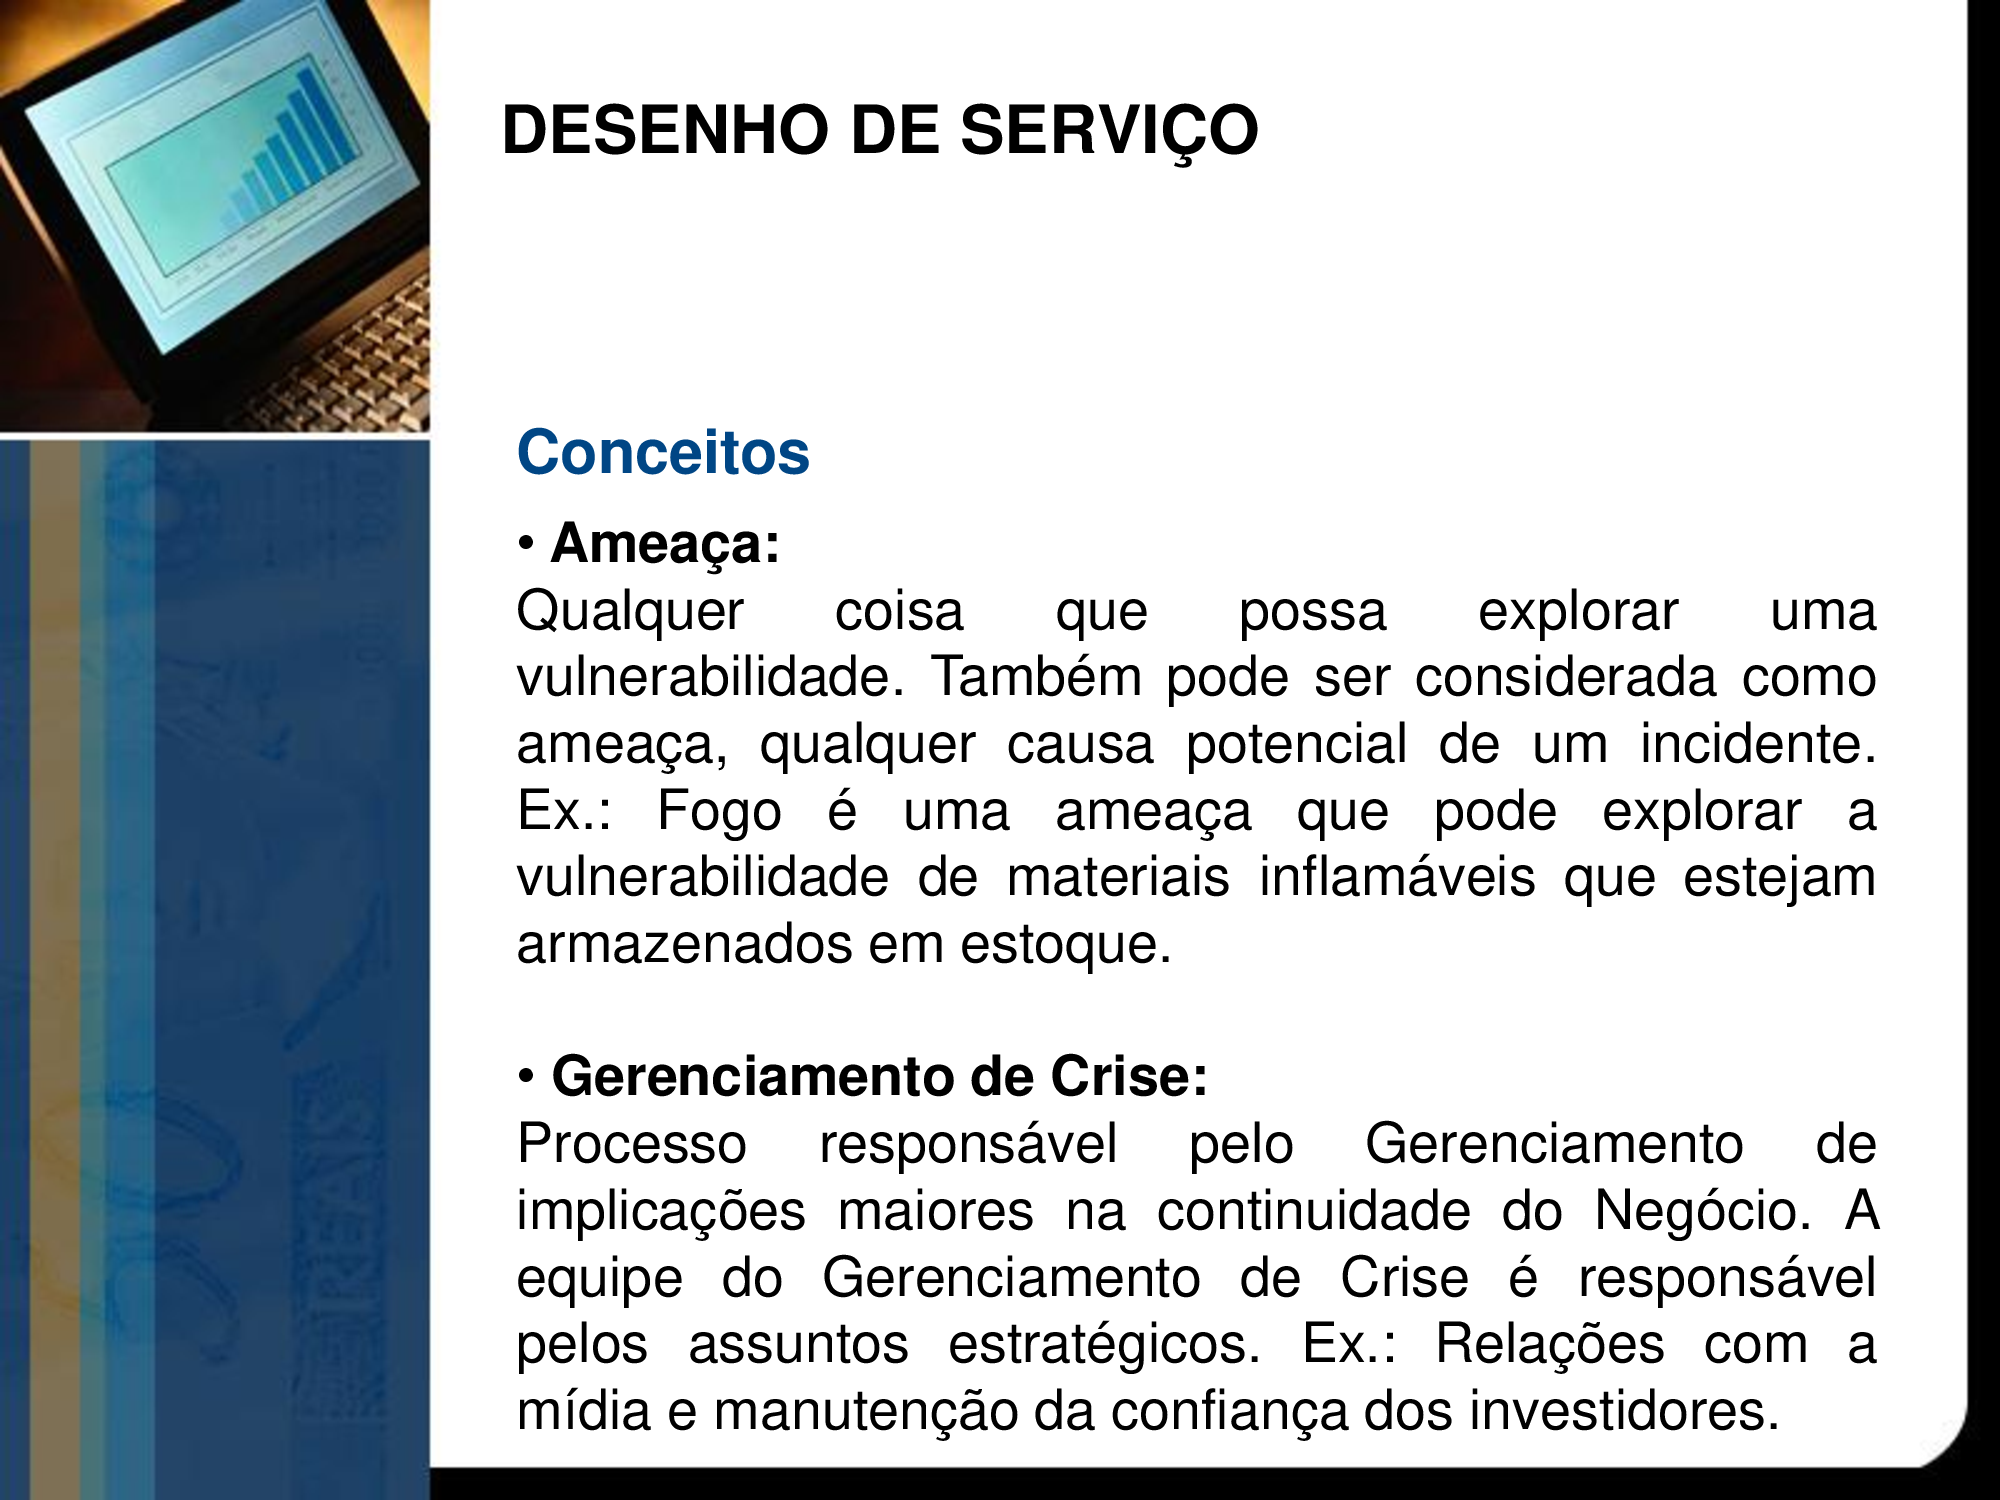 DESENHO DE SERVIÇO
Conceitos
• Ameaça:
Qualquer coisa que possa explorar uma
vulnerabilidade. Também pode ser considerada como
ameaça, qualquer causa potencial de um incidente.
Ex.: Fogo é uma ameaça que pode explorar a
vulnerabilidade de materiais inflamáveis que estejam
armazenados em estoque.
• Gerenciamento de Crise:
Processo responsável pelo Gerenciamento de
implicações maiores na continuidade do Negócio. A
equipe do Gerenciamento de Crise é responsável
pelos assuntos estratégicos. Ex.: Relações com a
mídia e manutenção da confiança dos investidores.
REAIS